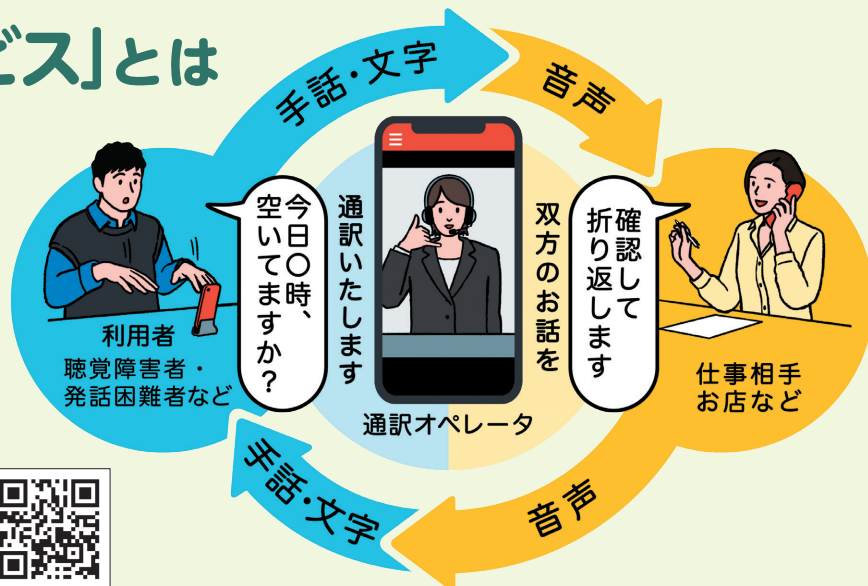 ビス」とは
手話・文字
音声
今日〇時、
空いてますか?
双方のお話を
通訳いたします
確認して
折り返します
利用者
聴覚障害者・
発話困難者など
通訳オペレータ
仕事相手
お店など
手話・文字
音声